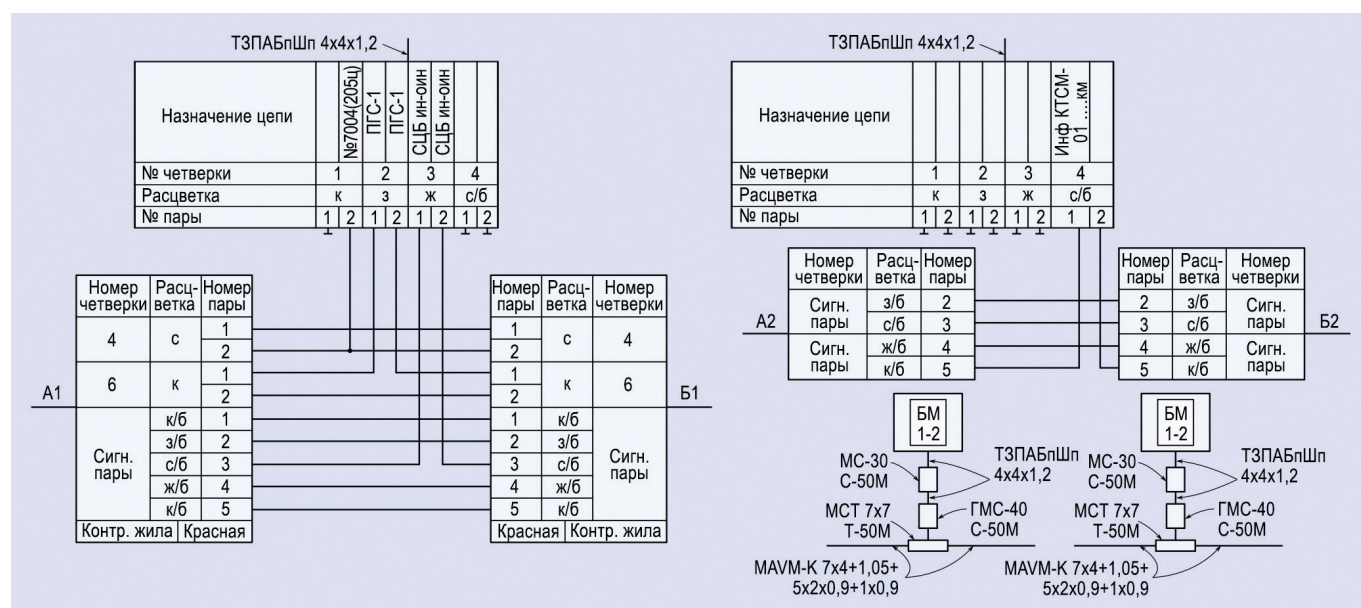 ТЗПАБпШп 4х4х1,2
Назначение цепи
№7004(205ц)
ПГС-1
ПГС-1
СЦБ ин-оин
СЦБ ин-оин
№ четверки 1 2 3 4
Расцветка к з ж с/б
№ пары 1 2 1 2 1 2 1 2
Номер четверки Расц-ветка Номер пары
4 с 1
2
6 к 1
2
Сигн. пары
к/б 1
з/б 2
с/б 3
ж/б 4
к/б 5
Контр. жила Красная
А1
Номер пары Расц-ветка Номер четверки
1 с 4
2
1 к 6
2
1 к/б
2 з/б
3 с/б
4 ж/б
5 к/б
Сигн. пары
Красная Контр. жила
Б1
ТЗПАБпШп 4х4х1,2
Назначение цепи
Инф КТСМ-
01 ....км
№ четверки 1 2 3 4
Расцветка к з ж с/б
№ пары 1 2 1 2 1 2 1 2
Номер четверки Расц-ветка Номер пары
Сигн. пары
з/б 2
с/б 3
Сигн. пары
ж/б 4
к/б 5
А2
Номер пары Расц-ветка Номер четверки
2 з/б
3 с/б
Сигн. пары
4 ж/б
5 к/б
Сигн. пары
Б2
БМ
1-2
МС-30
С-50М
ТЗПАБпШп
4х4х1,2
МСТ 7х7
Т-50М
ГМС-40
С-50М
MAVM-K 7х4+1,05+
5х2х0,9+1х0,9
БМ
1-2
МС-30
С-50М
ТЗПАБпШп
4х4х1,2
МСТ 7х7
Т-50М
ГМС-40
С-50М
MAVM-K 7х4+1,05+
5х2х0,9+1х0,9